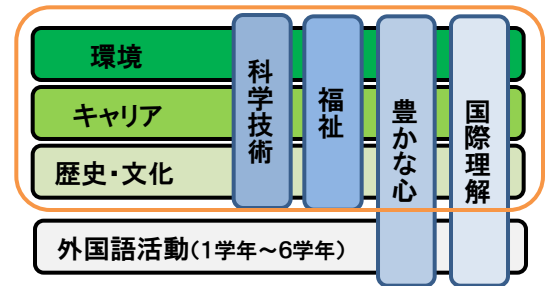 環境
キャリア
歴史・文化
外国語活動(1学年～6学年)
科学技術
福祉
豊かな心
国際理解